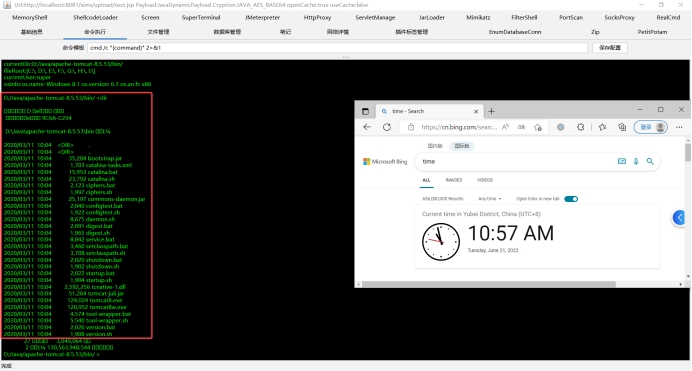 Url:http://localhost:8081/sims/upload/text.jsp Payload:JavaDynamicPayload Cryption:JAVA_AES_BASE64 openCache:true useCache:false
MemoryShell ShellcodeLoader Screen SuperTerminal JMeterpreter HttpProxy ServletManage JarLoader Mimikatz FilterShell PortScan SocksProxy RealCmd
基础信息 命令执行 文件管理 数据库管理 笔记 网络详情 插件标签管理 EnumDatabaseConn Zip PetitPotam
命令模板 cmd /c "{command}" 2>&1 保存配置
currentDir:D:/Java/apache-tomcat-8.5.53/bin/
fileRoot:[C:\, D:\, E:\, F:\, G:\, H:\, I:\]
currentUser:super
osInfo:os.name: Windows 8.1 os.version: 6.3 os.arch: x86
D:/Java/apache-tomcat-8.5.53/bin/ >dir
9C6A-C234
D:\Java\apache-tomcat-8.5.53\bin
2020/03/11 10:04 <DIR> .
2020/03/11 10:04 <DIR> ..
2020/03/11 10:04 35,204 bootstrap.jar
2020/03/11 10:04 1,703 catalina-tasks.xml
2020/03/11 10:04 15,953 catalina.bat
2020/03/11 10:04 23,792 catalina.sh
2020/03/11 10:04 2,123 ciphers.bat
2020/03/11 10:04 1,997 ciphers.sh
2020/03/11 10:04 25,197 commons-daemon.jar
2020/03/11 10:04 2,040 configtest.bat
2020/03/11 10:04 1,922 configtest.sh
2020/03/11 10:04 8,675 daemon.sh
2020/03/11 10:04 2,091 digest.bat
2020/03/11 10:04 1,965 digest.sh
2020/03/11 10:04 8,842 service.bat
2020/03/11 10:04 3,460 setclasspath.bat
2020/03/11 10:04 3,708 setclasspath.sh
2020/03/11 10:04 2,020 shutdown.bat
2020/03/11 10:04 1,902 shutdown.sh
2020/03/11 10:04 2,022 startup.bat
2020/03/11 10:04 1,904 startup.sh
2020/03/11 10:04 2,592,256 tcnative-1.dll
2020/03/11 10:04 51,264 tomcat-juli.jar
2020/03/11 10:04 124,024 tomcat8.exe
2020/03/11 10:04 120,952 tomcat8w.exe
2020/03/11 10:04 4,574 tool-wrapper.bat
2020/03/11 10:04 5,540 tool-wrapper.sh
2020/03/11 10:04 2,026 version.bat
2020/03/11 10:04 1,908 version.sh
27 3,049,064
2 130,563,948,544
D:/Java/apache-tomcat-8.5.53/bin/ >
time - Search
https://cn.bing.com/searc...
登录
国内版 国际版
Microsoft Bing time
ALL IMAGES VIDEOS
Any time Open links in new tab
Current time in Yubei District, China (UTC+8)
10:57 AM
Tuesday, June 21, 2022
完成